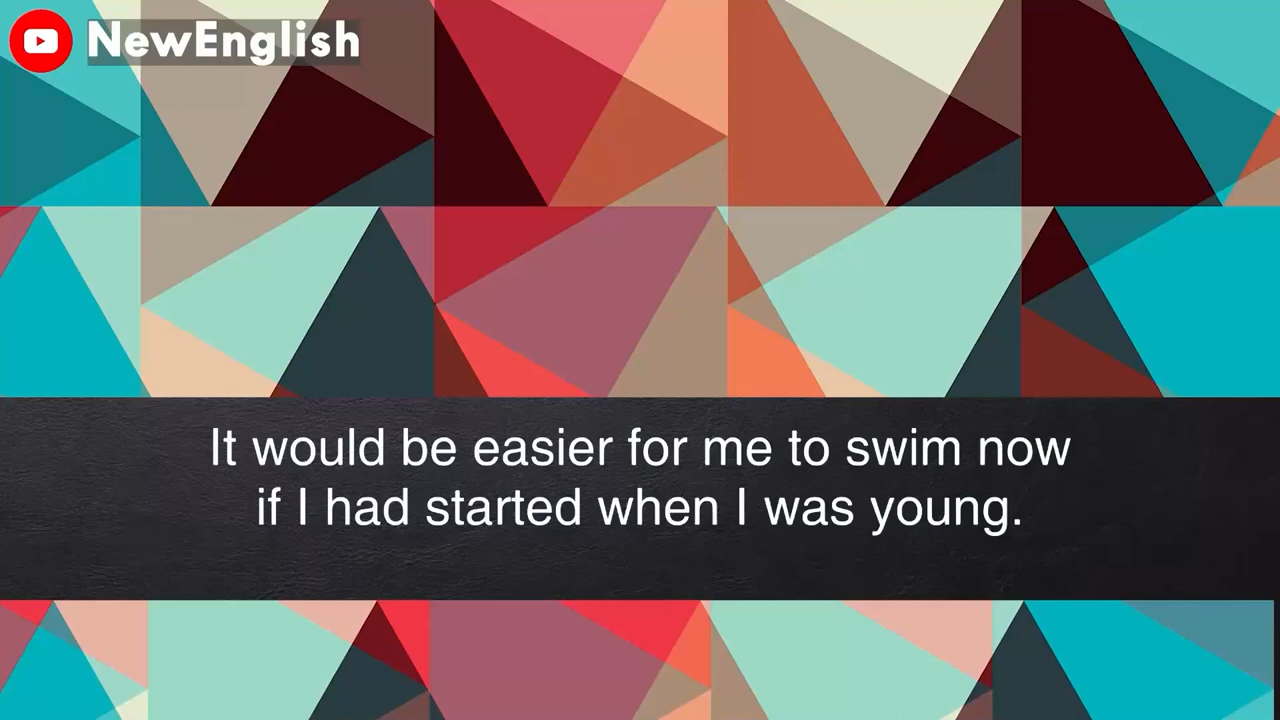 NewEnglish
It would be easier for me to swim now
if I had started when I was young.